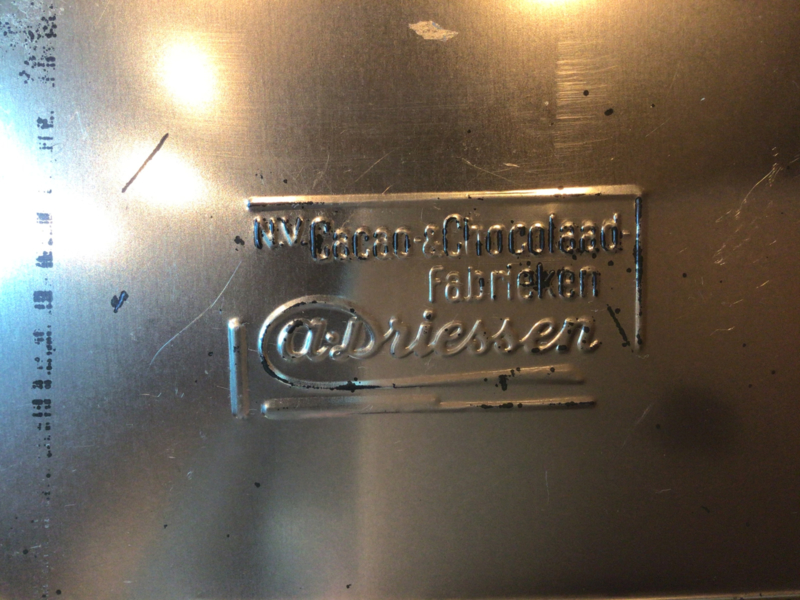 N.V. Cacao-&Chocolaad-
Fabrieken
A. Driessen